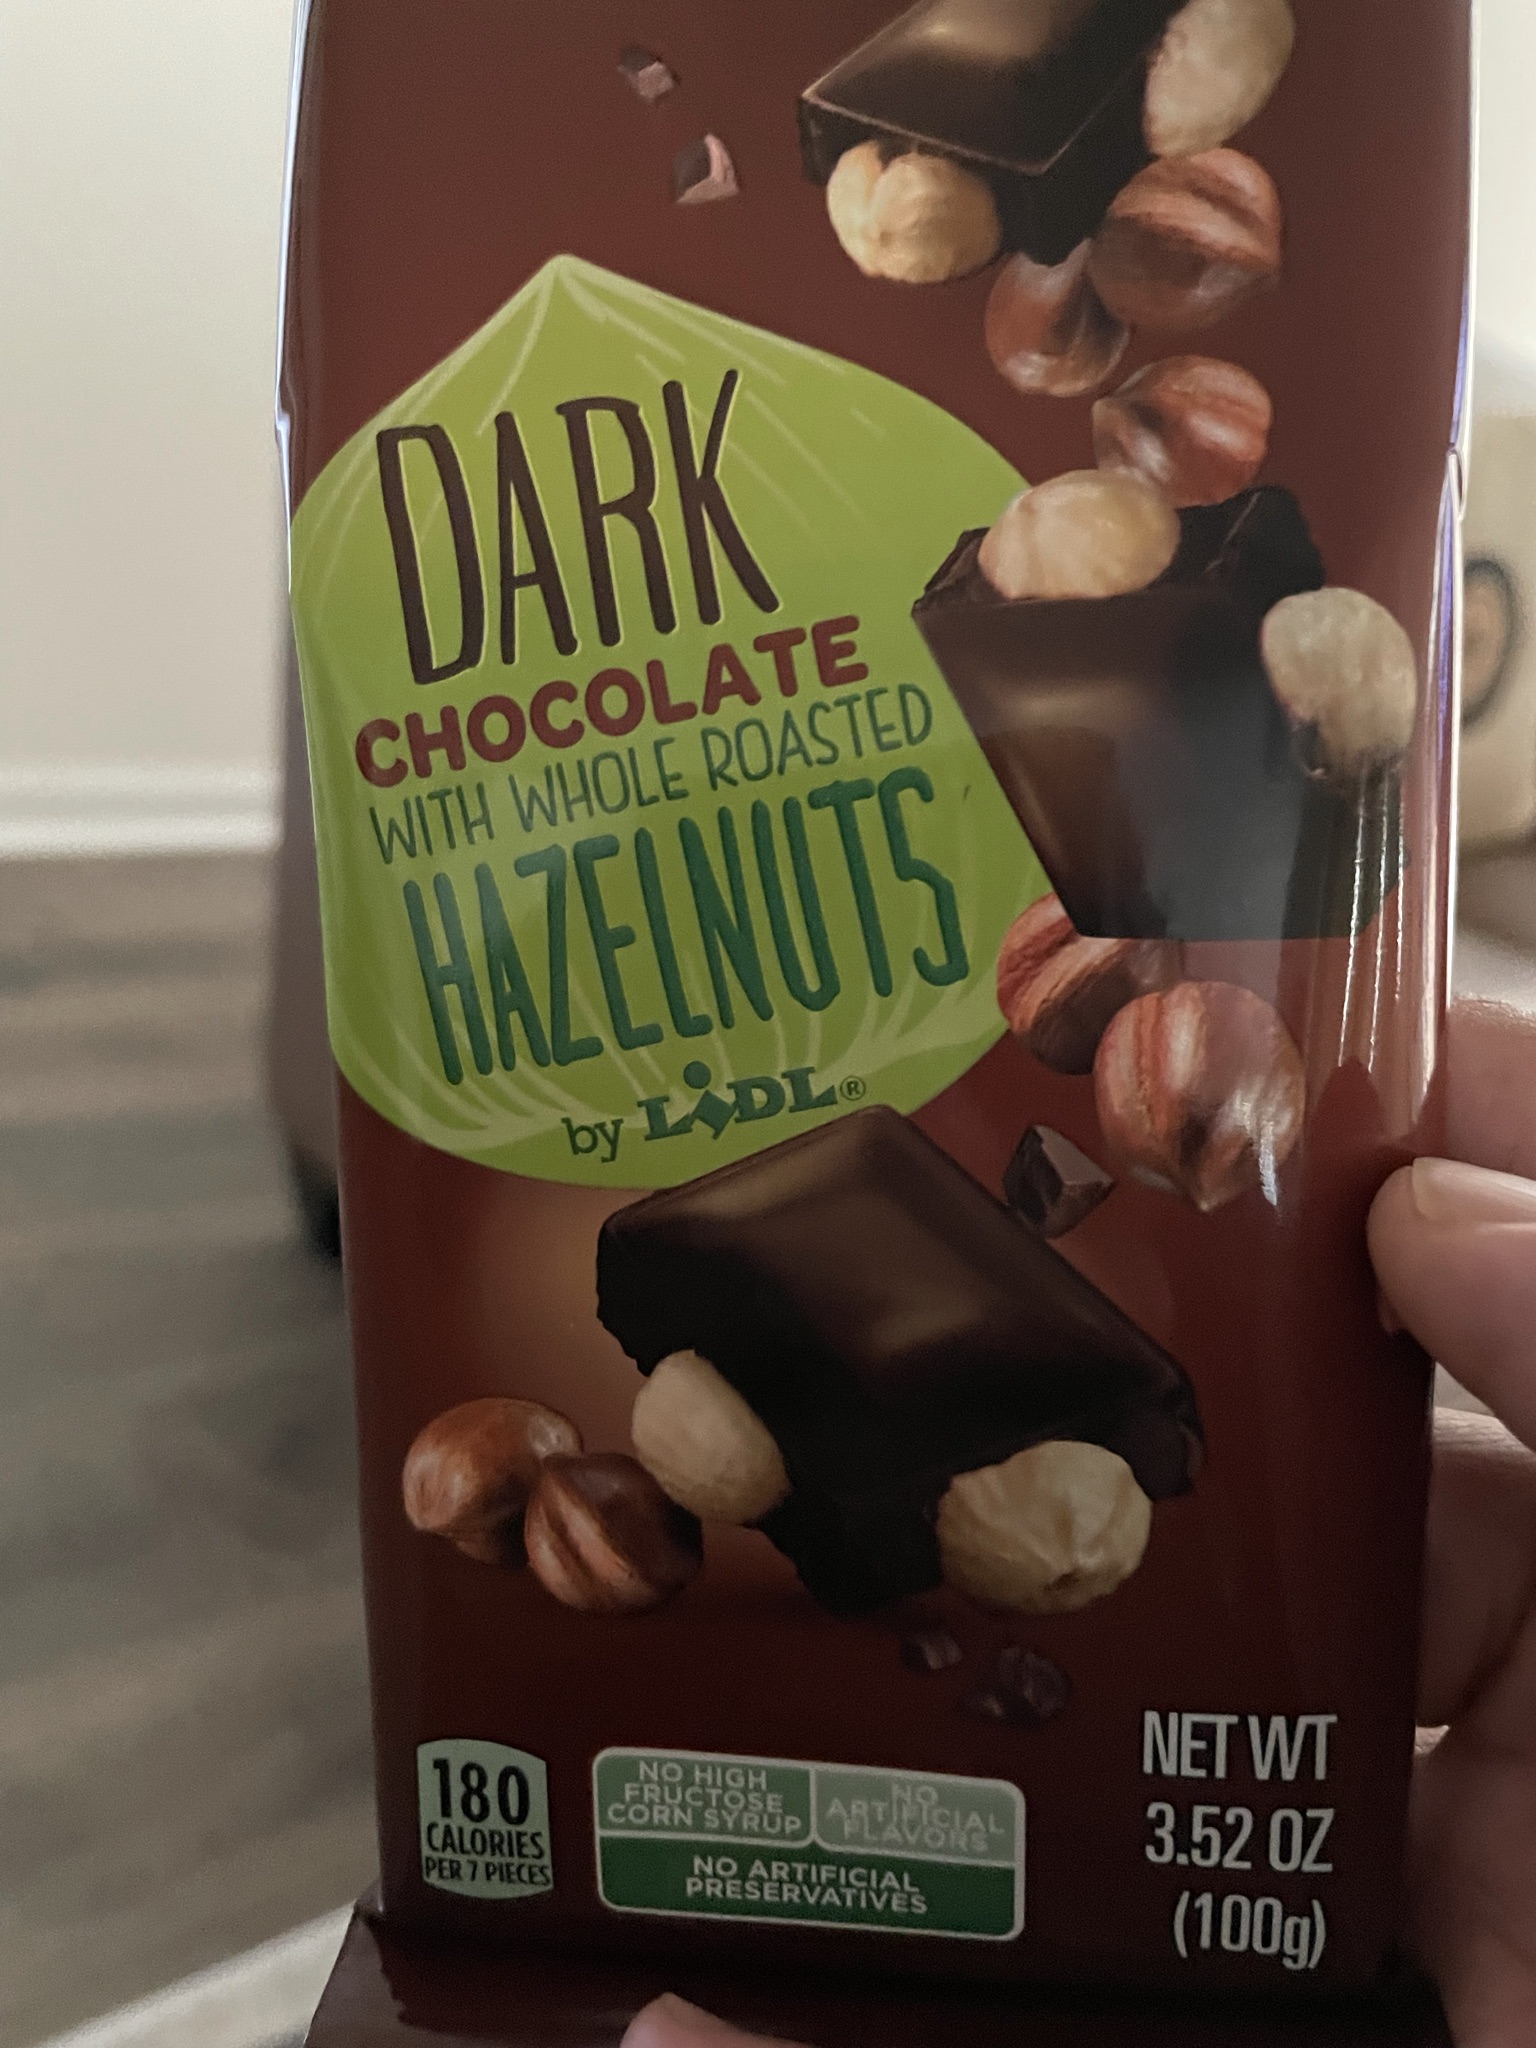 DARK
CHOCOLATE
WITH WHOLE ROASTED
HAZELNUTS
by LIDL®
180
CALORIES
PER 7 PIECES
NO HIGH
FRUCTOSE
CORN SYRUP
NO
ARTIFICIAL
FLAVORS
NO ARTIFICIAL
PRESERVATIVES
NET WT
3.52 OZ
(100g)